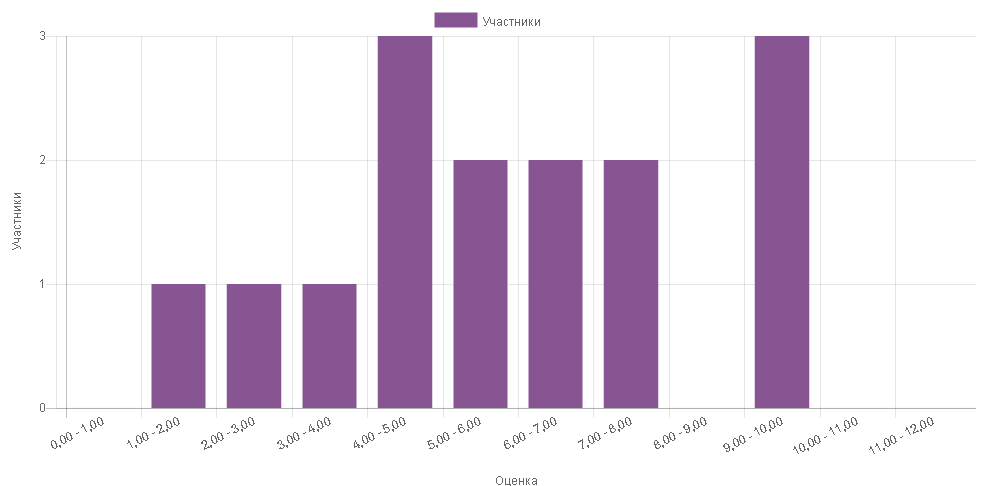 Участники
3
2
1
0
Участники
0,00 - 1,00
1,00 - 2,00
2,00 - 3,00
3,00 - 4,00
4,00 - 5,00
5,00 - 6,00
6,00 - 7,00
7,00 - 8,00
8,00 - 9,00
9,00 - 10,00
10,00 - 11,00
11,00 - 12,00
Оценка